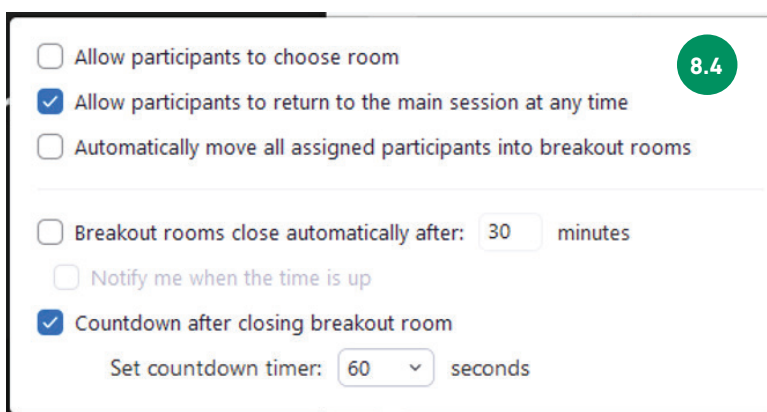 Allow participants to choose room
8.4
Allow participants to return to the main session at any time
Automatically move all assigned participants into breakout rooms
Breakout rooms close automatically after: 30 minutes
Notify me when the time is up
Countdown after closing breakout room
Set countdown timer: 60 seconds